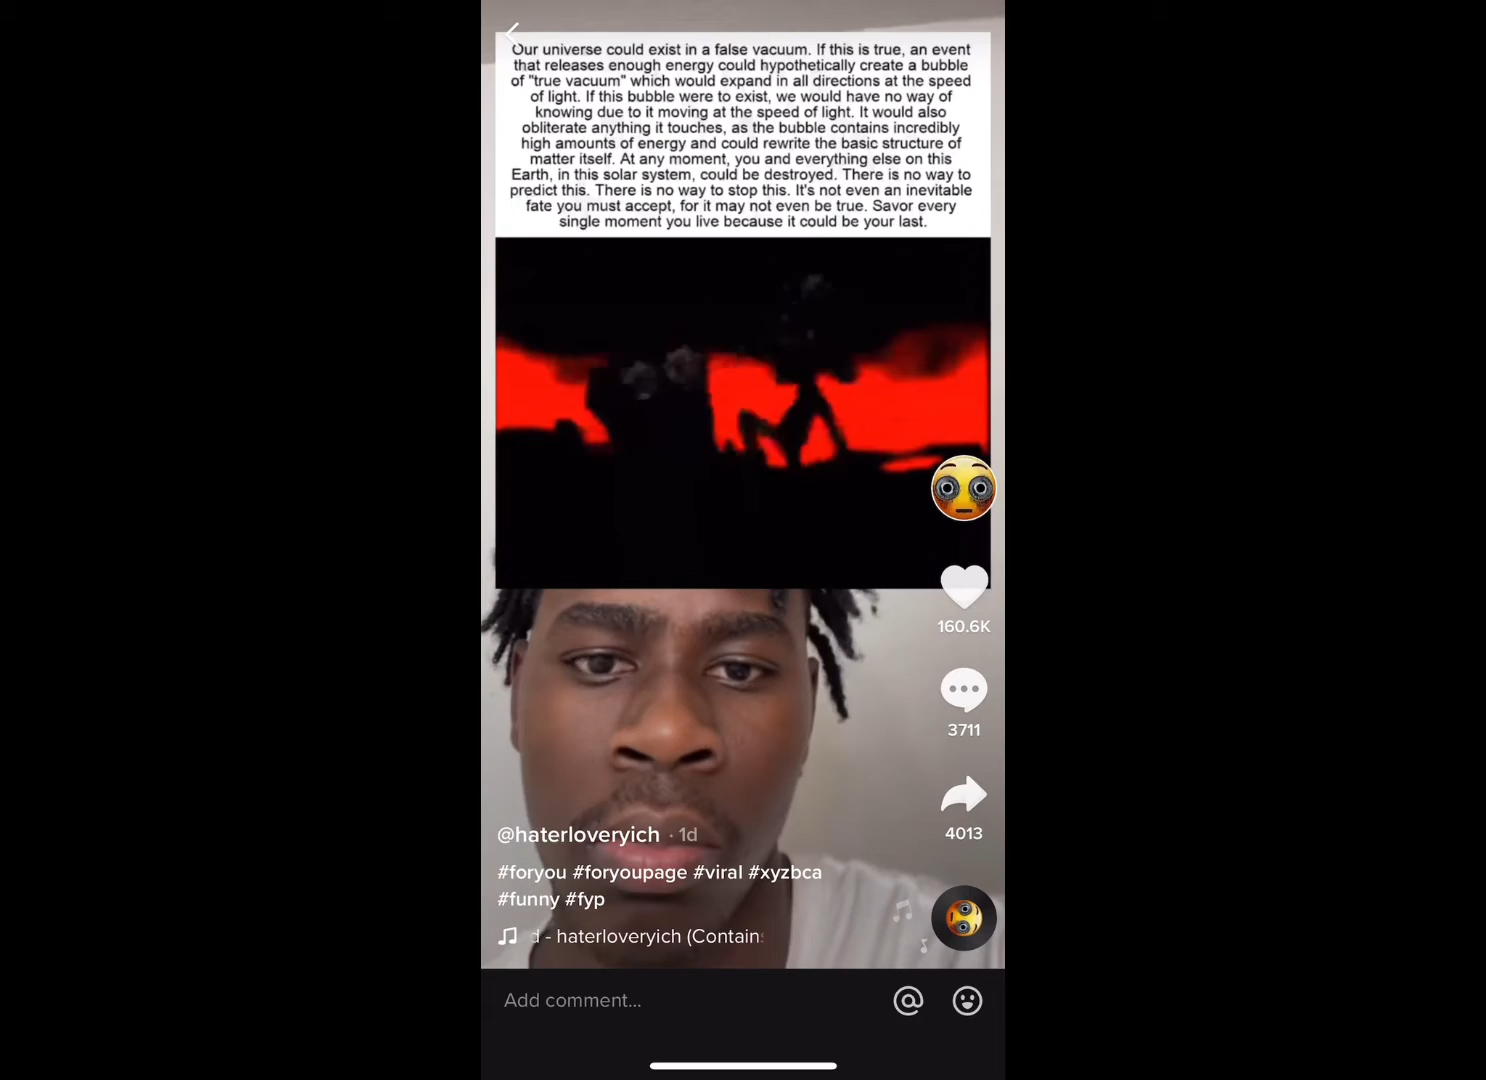 Our universe could exist in a false vacuum. If this is true, an event
that releases enough energy could hypothetically create a bubble
of "true vacuum" which would expand in all directions at the speed
of light. If this bubble were to exist, we would have no way of
knowing due to it moving at the speed of light. It would also
obliterate anything it touches, as the bubble contains incredibly
high amounts of energy and could rewrite the basic structure of
matter itself. At any moment, you and everything else on this
Earth, in this solar system, could be destroyed. There is no way to
predict this. There is no way to stop this. It's not even an inevitable
fate you must accept, for it may not even be true. Savor every
single moment you live because it could be your last.
160.6K
3711
4013
@haterloveryich · 1d
#foryou #foryoupage #viral #xyzbca
#funny #fyp
d - haterloveryich (Contain
Add comment...